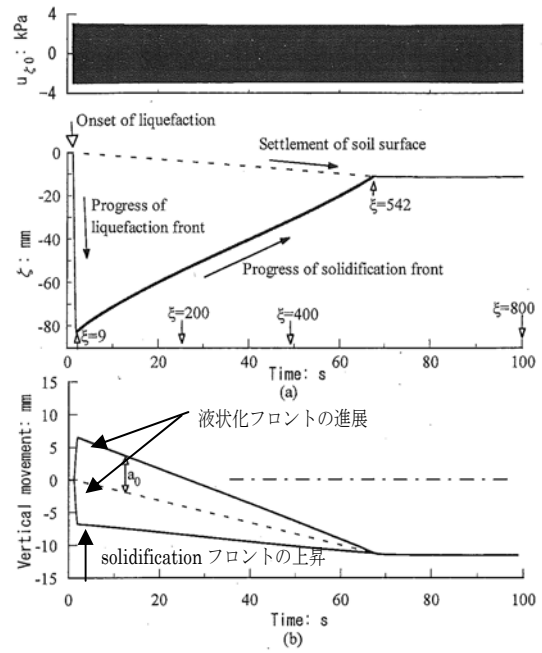 uζ0: kPa
4
0
-4
Onset of liquefaction
Settlement of soil surface
Progress of
liquefaction front
ξ=542
Progress of solidification front
ξ=9
ξ=200
ξ=400
ξ=800
ζ: mm
0
-20
-40
-60
-80
0 20 40 60 80 100
Time: s
(a)
液状化フロントの進展
a0
solidification フロントの上昇
Vertical movement: mm
15
10
5
0
-5
-10
-15
0 20 40 60 80 100
Time: s
(b)